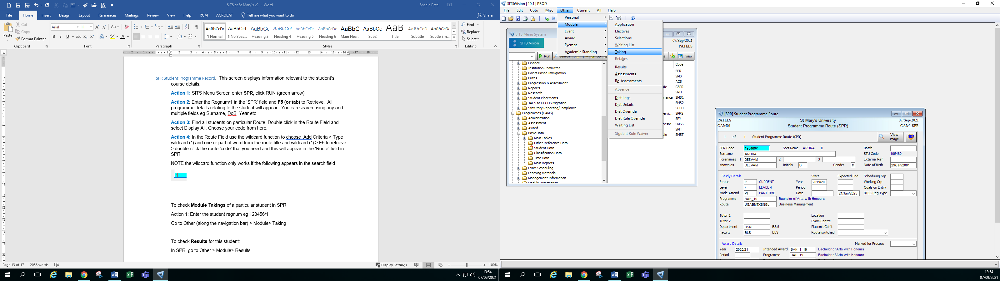 SITS at St Mary's v2 - Word
Sheela Patel
File Home Insert Design Layout References Mailings Review View Help RCM ACROBAT Tell me what you want to do
Share
Paste
Cut
Copy
Format Painter
Clipboard
Arial 11
Font
Paragraph
¶ Normal
¶ No Spac...
Heading 3
Heading 4
Heading 5
Heading 6
Main Hea...
Sub2
Title
Subtitle
Subtle Em...
Styles
Find
Replace
Select
Editing
SPR Student Programme Record. This screen displays information relevant to the student's
course details.
Action 1: SITS Menu Screen enter SPR, click RUN (green arrow).
Action 2: Enter the Regnum/1 in the 'SPR' field and F5 (or tab) to Retrieve. All
programme details relating to the student will appear. You can search using any and
multiple fields eg Surname, DoB, Year etc
Action 3: Find all students on particular Route. Double click in the Route Field and
select Display All. Choose your code from here.
Action 4: In the Route Field use the wildcard function to choose Add Criteria > Type
wildcard (*) and one or part of word from the route title and wildcard (*) > F5 to retrieve
> double-click the route 'code' that you need and this will appear in the 'Route' field in
SPR.
NOTE the wildcard function only works if the following appears in the search field
To check Module Takings of a particular student in SPR
Action 1: Enter the student regnum eg 123456/1
Go to Other (along the navigation bar) > Module> Taking
To check Results for this student:
In SPR, go to Other > Module> Results
Page 13 of 17 2056 words
Display Settings
100%
13:54
07/09/2021
SITS:Vision | 10.1 | PROD
File Edit Goto Misc Other Current All Help
Personal
Module
Event
Award
Exempt
Academic Standing
Application
Electives
Selections
Waiting List
Taking
Retakes
Results
Assessments
Re-Assessments
Absence
Diet Logs
Diet Details
Diet Override
Diet Rule Override
Waiting List
Student Rule Waiver
SITS Menu System
SITS:Vision
07/Sep/2021
PATELS
Run
View
Finance
Institution Committee
Points Based Immigration
Prizes
Progression & Assessment
Reports
Research
Student Placements
JACS to HECOS Migration
Statutory Reporting/Compliance
Programmes (CAMS)
Administration
Assessment
Award
Basic Data
Main Tables
Other Reference Data
Student Data
Classification Data
Time Data
Main Reports
Exam Scheduling
Learning Materials
Management Information
Code
SPR
SMS
ACS
CSPR
SRH
SMS1
SMS2
SCEU
SPRS
SPY
SMSS
SPH
SMST
[SPR] Student Programme Route
PATELS St Mary's University 07/Sep/2021
CAM01 Student Programme Route (SPR) CAM_SPR
1 of 1 Student Programme Route (SPR) View Image UDF
SPR Code 195460/1 Sort Name ARORA D Batch
Surname ARORA STU Code 195460
Forenames 1 DEEVAM 2 3 External Ref
Known as DEEVAM Initials D Gender M Date of Birth 29/Jan/2001
Study Details Start Expected End Scheduling Grp
Status C CURRENT Year 2019/20 Working Grp
Level 4 LEVEL 4 Period Quals on Entry
Mode Attend PT PART TIME Date 21/Jan/2025 BTEC Reg Type
Programme BAH_19 Bachelor of Arts with Honours
Route UGABMTXSNGL Business Management
Tutor 1 Location
Tutor 2 Exam Centre
Department BSM BSM Placem't Coh't
Faculty BLS BLS Route switched
Award Details Marked for Process
Year 2020/21 Intended Award BAH_1_19 Bachelor of Arts with Honours
Period Programme BAH_19 Bachelor of Arts with Honours
13:54
07/09/2021